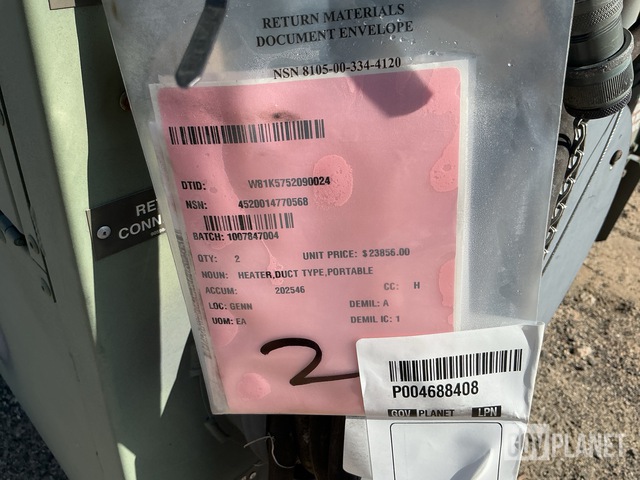 RETURN MATERIALS
DOCUMENT ENVELOPE
NSN 8105-00-334-4120
DTID: W81K5752090024
NSN: 4520014770568
BATCH: 1007847004
QTY: 2 UNIT PRICE: $23856.00
NOUN: HEATER,DUCT TYPE,PORTABLE
ACCUM: 202546 CC: H
LOC: GENN DEMIL: A
UOM: EA DEMIL IC: 1
2
RE
CONN
P004688408
GOV PLANET LPN
GOVPLANET